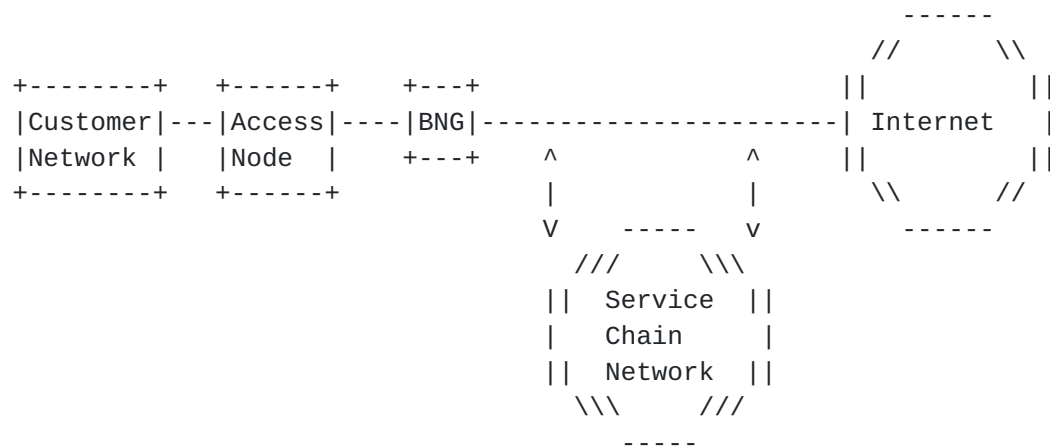 ------
                                                          //      \\
+--------+   +------+    +---+                        ||          ||
|Customer|---|Access|----|BNG|-----------------------| Internet   |
|Network |   |Node  |    +---+    ^            ^     ||          ||
+--------+   +------+              |            |       \\      //
                                   V    -----   v         ------
                                     ///     \\\
                                   ||  Service  ||
                                   |   Chain     |
                                   ||  Network  ||
                                     \\\     ///
                                        -----